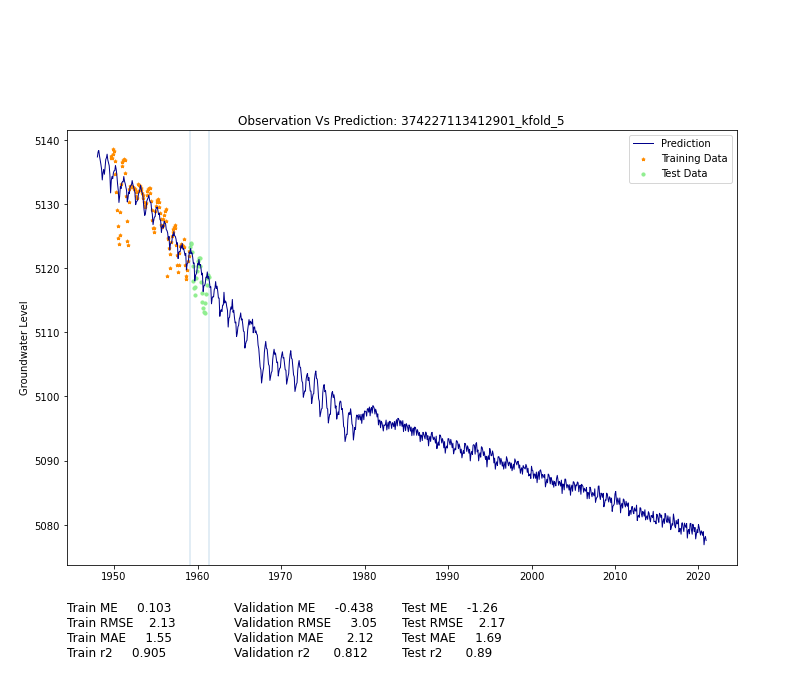 Observation Vs Prediction: 374227113412901_kfold_5
Prediction
Training Data
Test Data
Groundwater Level
5140
5130
5120
5110
5100
5090
5080
1950 1960 1970 1980 1990 2000 2010 2020
Train ME 0.103 Validation ME -0.438 Test ME -1.26
Train RMSE 2.13 Validation RMSE 3.05 Test RMSE 2.17
Train MAE 1.55 Validation MAE 2.12 Test MAE 1.69
Train r2 0.905 Validation r2 0.812 Test r2 0.89